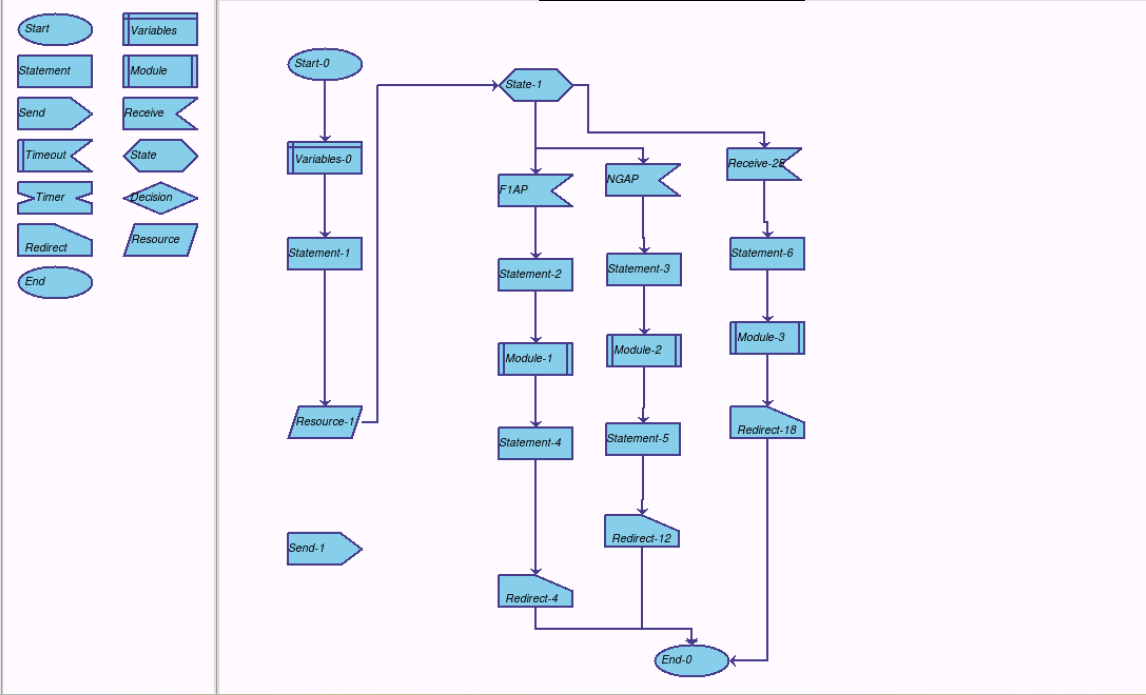 Start
Variables
Statement
Module
Send
Receive
Timeout
State
Timer
Decision
Redirect
Resource
End
Start-0
State-1
Variables-0
F1AP
NGAP
Statement-1
Statement-2
Statement-3
Statement-6
Module-1
Module-2
Module-3
Resource-1
Statement-4
Statement-5
Redirect-18
Send-1
Redirect-12
Redirect-4
End-0